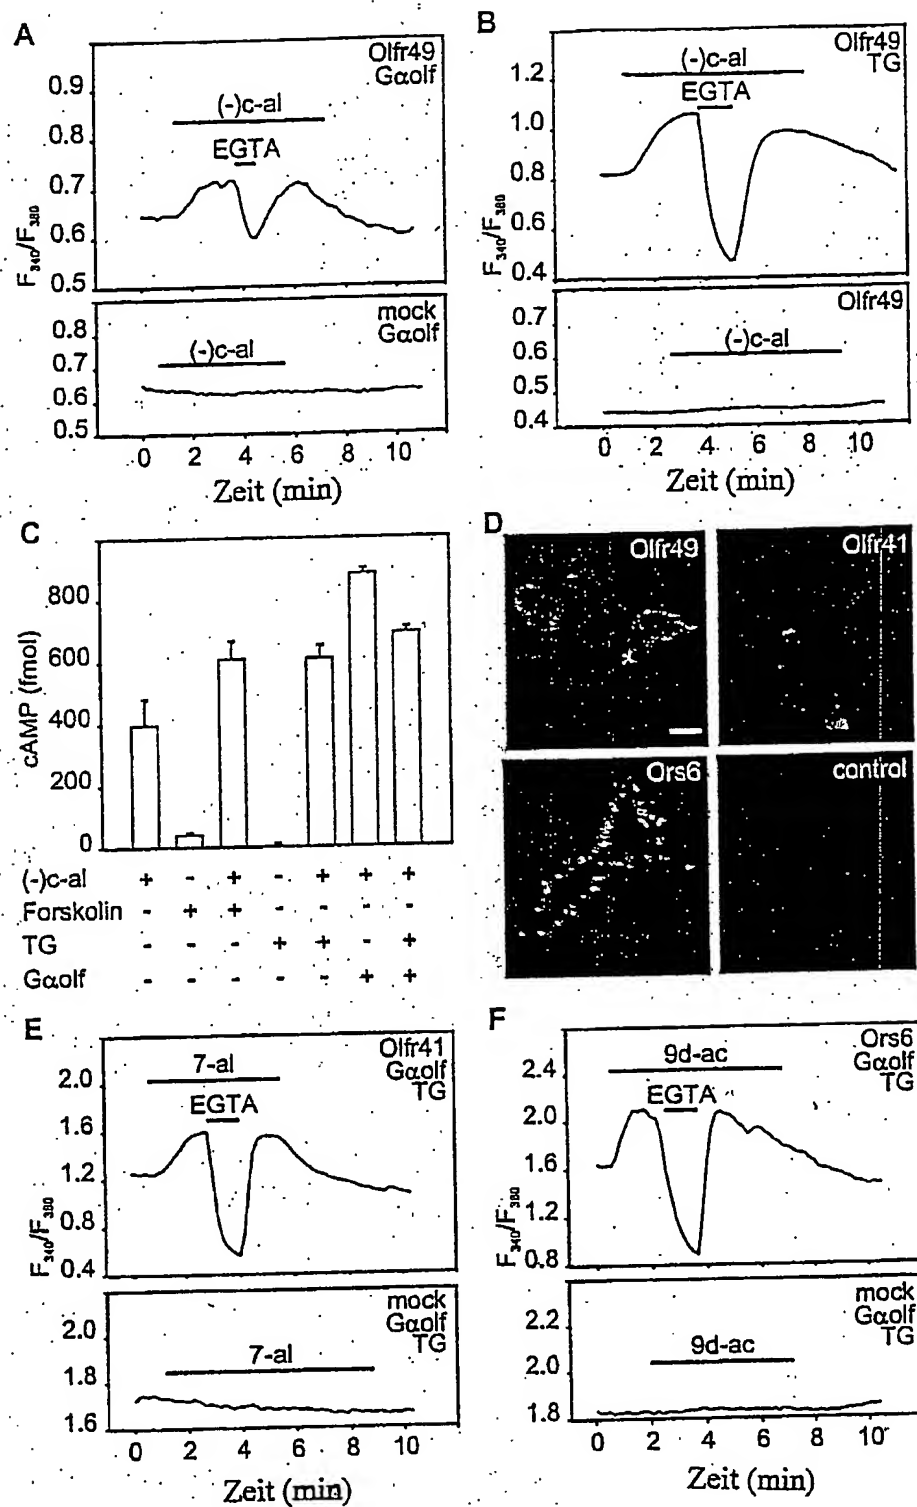 A
Olfr49
Gαolf
(-)c-al
EGTA
0.9
0.8
0.7
0.6
0.5
F340/F380
mock
Gαolf
(-)c-al
0.8
0.7
0.6
0.5
0 2 4 6 8 10
Zeit (min)
B
Olfr49
TG
(-)c-al
EGTA
1.2
1.0
0.8
0.6
0.4
F340/F380
Olfr49
(-)c-al
0.7
0.6
0.5
0.4
0 2 4 6 8 10
Zeit (min)
C
800
600
400
200
0
cAMP (fmol)
(-)c-al + - + - + + +
Forskolin - + + - - - -
TG - - - + + - +
Gαolf - - - - - + +
D
Olfr49
Olfr41
Ors6
control
E
Olfr41
Gαolf
TG
7-al
EGTA
2.0
1.6
1.2
0.8
0.4
F340/F380
mock
Gαolf
TG
7-al
2.0
1.8
1.6
0 2 4 6 8 10
Zeit (min)
F
Ors6
Gαolf
TG
9d-ac
EGTA
2.4
2.0
1.6
1.2
0.8
F340/F380
mock
Gαolf
TG
9d-ac
2.2
2.0
1.8
0 2 4 6 8 10
Zeit (min)